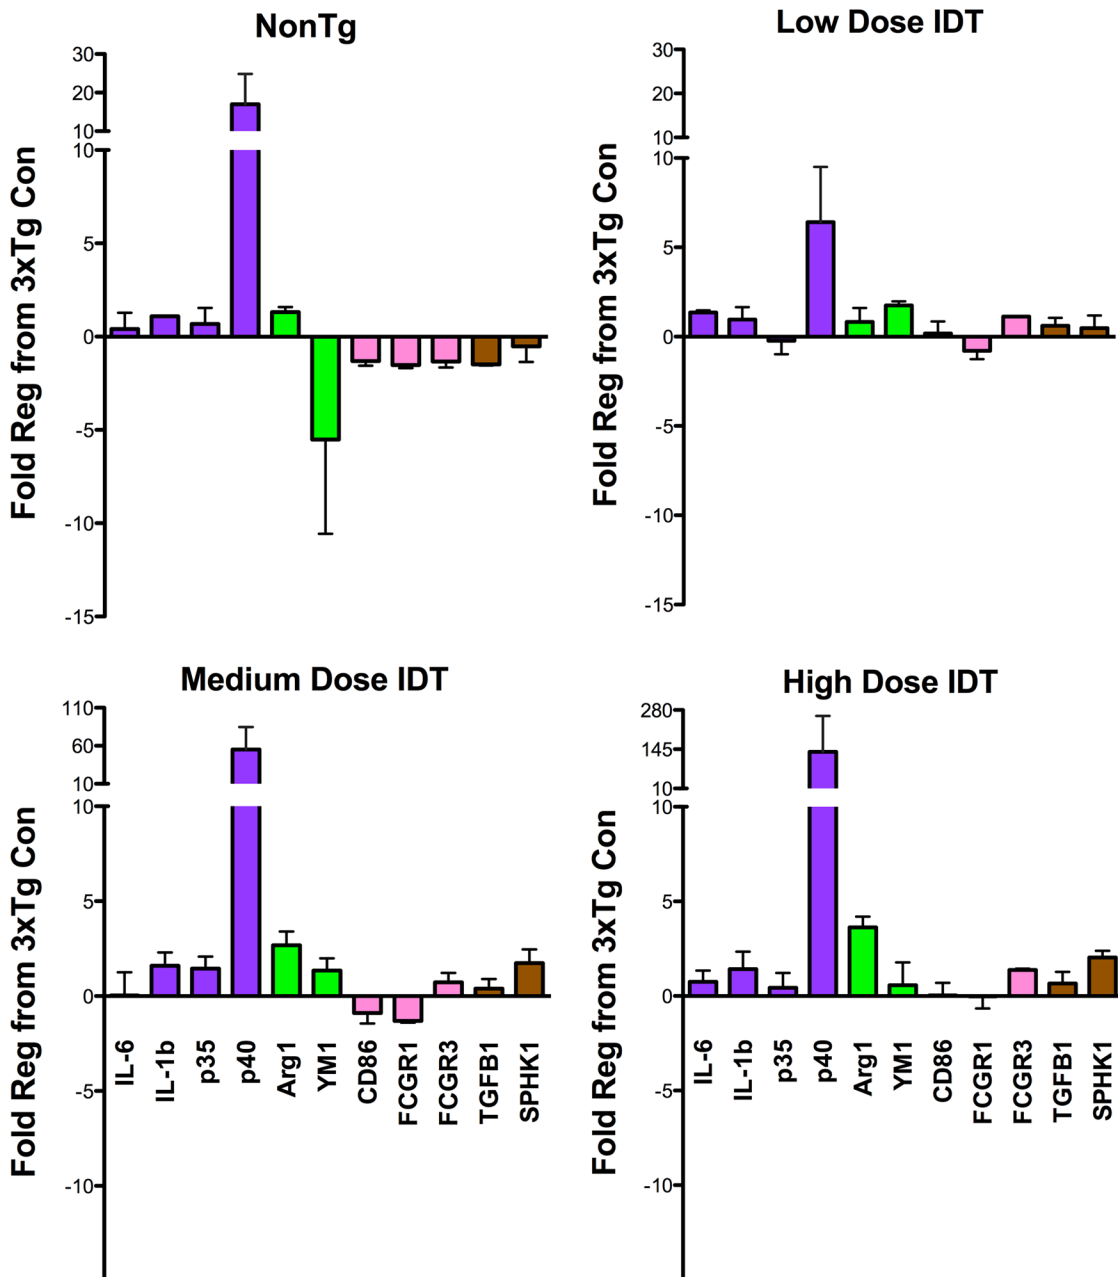 NonTg
Fold Reg from 3xTg Con
30
20
10
10
5
0
-5
-10
-15
Low Dose IDT
Fold Reg from 3xTg Con
30
20
10
10
5
0
-5
-10
-15
Medium Dose IDT
Fold Reg from 3xTg Con
110
60
10
10
5
0
-5
-10
IL-6
IL-1b
p35
p40
Arg1
YM1
CD86
FCGR1
FCGR3
TGFB1
SPHK1
High Dose IDT
Fold Reg from 3xTg Con
280
145
10
10
5
0
-5
-10
IL-6
IL-1b
p35
p40
Arg1
YM1
CD86
FCGR1
FCGR3
TGFB1
SPHK1